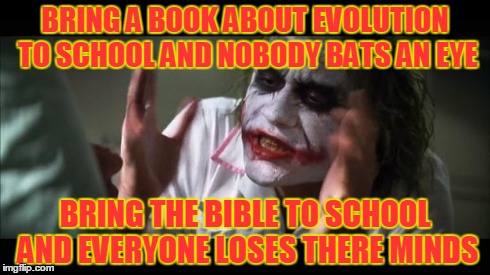 BRING A BOOK ABOUT EVOLUTION
TO SCHOOL AND NOBODY BATS AN EYE
BRING THE BIBLE TO SCHOOL
AND EVERYONE LOSES THERE MINDS
imgflip.com